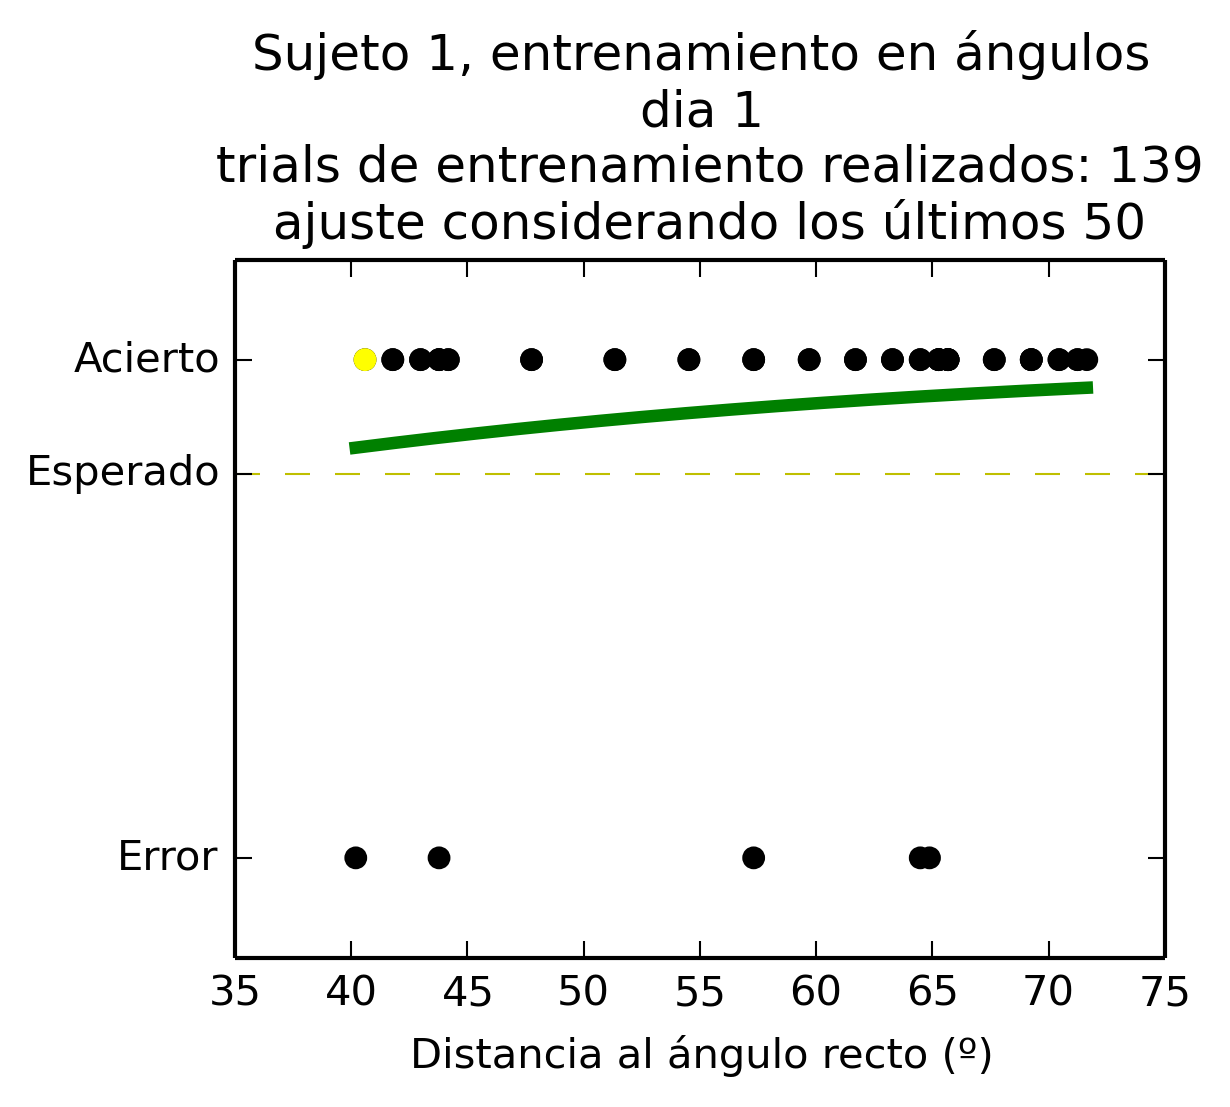 Sujeto 1, entrenamiento en ángulos
dia 1
trials de entrenamiento realizados: 139
ajuste considerando los últimos 50
Acierto
Esperado
Error
35 40 45 50 55 60 65 70 75
Distancia al ángulo recto (º)